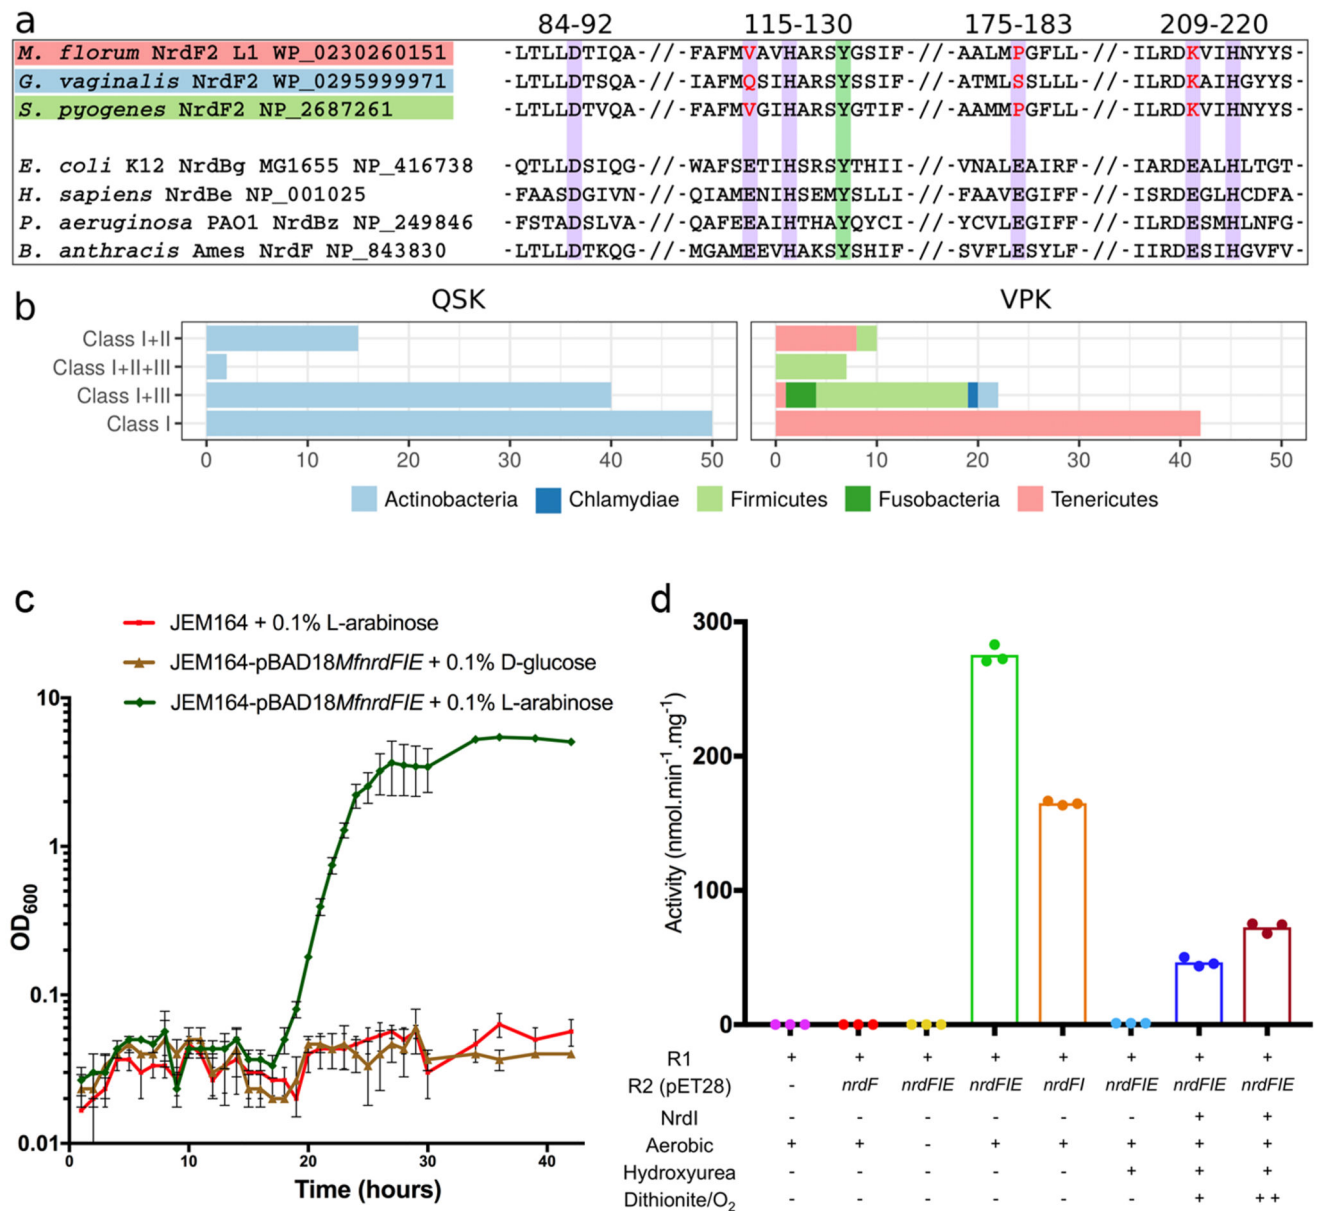 a
84-92 115-130 175-183 209-220
M. florum NrdF2 L1 WP_0230260151 -LTLLDTIQA-//-FAFMVAVHARSYGSIF-//-AALMPGFLL-//-ILRDKVIHNYYS-
G. vaginalis NrdF2 WP_0295999971 -LTLLDTSQA-//-IAFMQSIHARSYSSIF-//-ATMLSSLLL-//-ILRDKAIHGYYS-
S. pyogenes NrdF2 NP_2687261 -LTLLDTVQA-//-FAFMVGIHARSYGTIF-//-AAMMPGFLL-//-ILRDKVIHNYYS-
E. coli K12 NrdBg MG1655 NP_416738 -QTLLDSIQG-//-WAFSETIHSRSYTHII-//-VNALEAIRF-//-IARDEALHLTGT-
H. sapiens NrdBe NP_001025 -FAASDGIVN-//-QIAMENIHSEMYSLLI-//-FAAVEGIFF-//-ISRDEGLHCDFA-
P. aeruginosa PAO1 NrdBz NP_249846 -FSTADSLVA-//-QAFEEAIHTHAYQYCI-//-YCVLEGIFF-//-ILRDESMHLNFG-
B. anthracis Ames NrdF NP_843830 -LTLLDTKQG-//-MGAMEEVHAKSYSHIF-//-SVFLESYLF-//-IIRDESIHVGFV-
b
QSK VPK
Class I+II
Class I+II+III
Class I+III
Class I
0 10 20 30 40 50 0 10 20 30 40 50
Actinobacteria Chlamydiae Firmicutes Fusobacteria Tenericutes
c
JEM164 + 0.1% L-arabinose
JEM164-pBAD18MfnrdFIE + 0.1% D-glucose
JEM164-pBAD18MfnrdFIE + 0.1% L-arabinose
10
1
0.1
0.01
OD600
0 10 20 30 40
Time (hours)
d
300
200
100
0
Activity (nmol.min-1.mg-1)
R1 + + + + + + + +
R2 (pET28) - nrdF nrdFIE nrdFIE nrdFI nrdFIE nrdFIE nrdFIE
NrdI - - - - - - + +
Aerobic + + - + + + + +
Hydroxyurea - - - - - + + +
Dithionite/O2 - - - - - - + ++